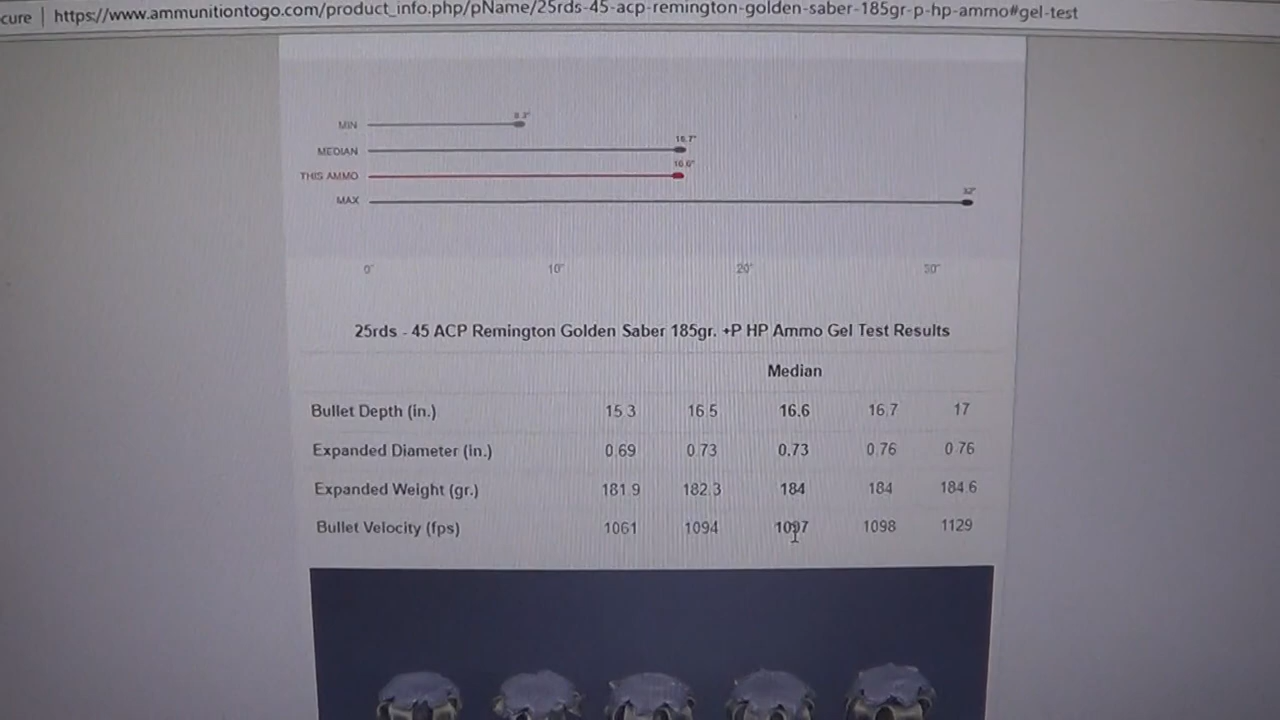 cure | https://www.ammunitiontogo.com/product_info.php/pName/25rds-45-acp-remington-golden-saber-185gr-p-hp-ammo#gel-test
MIN
MEDIAN 16.7"
THIS AMMO 16.6"
MAX 32"
0" 10" 20" 30"
25rds - 45 ACP Remington Golden Saber 185gr. +P HP Ammo Gel Test Results
Median
Bullet Depth (in.) 15.3 16.5 16.6 16.7 17
Expanded Diameter (in.) 0.69 0.73 0.73 0.76 0.76
Expanded Weight (gr.) 181.9 182.3 184 184 184.6
Bullet Velocity (fps) 1061 1094 1097 1098 1129